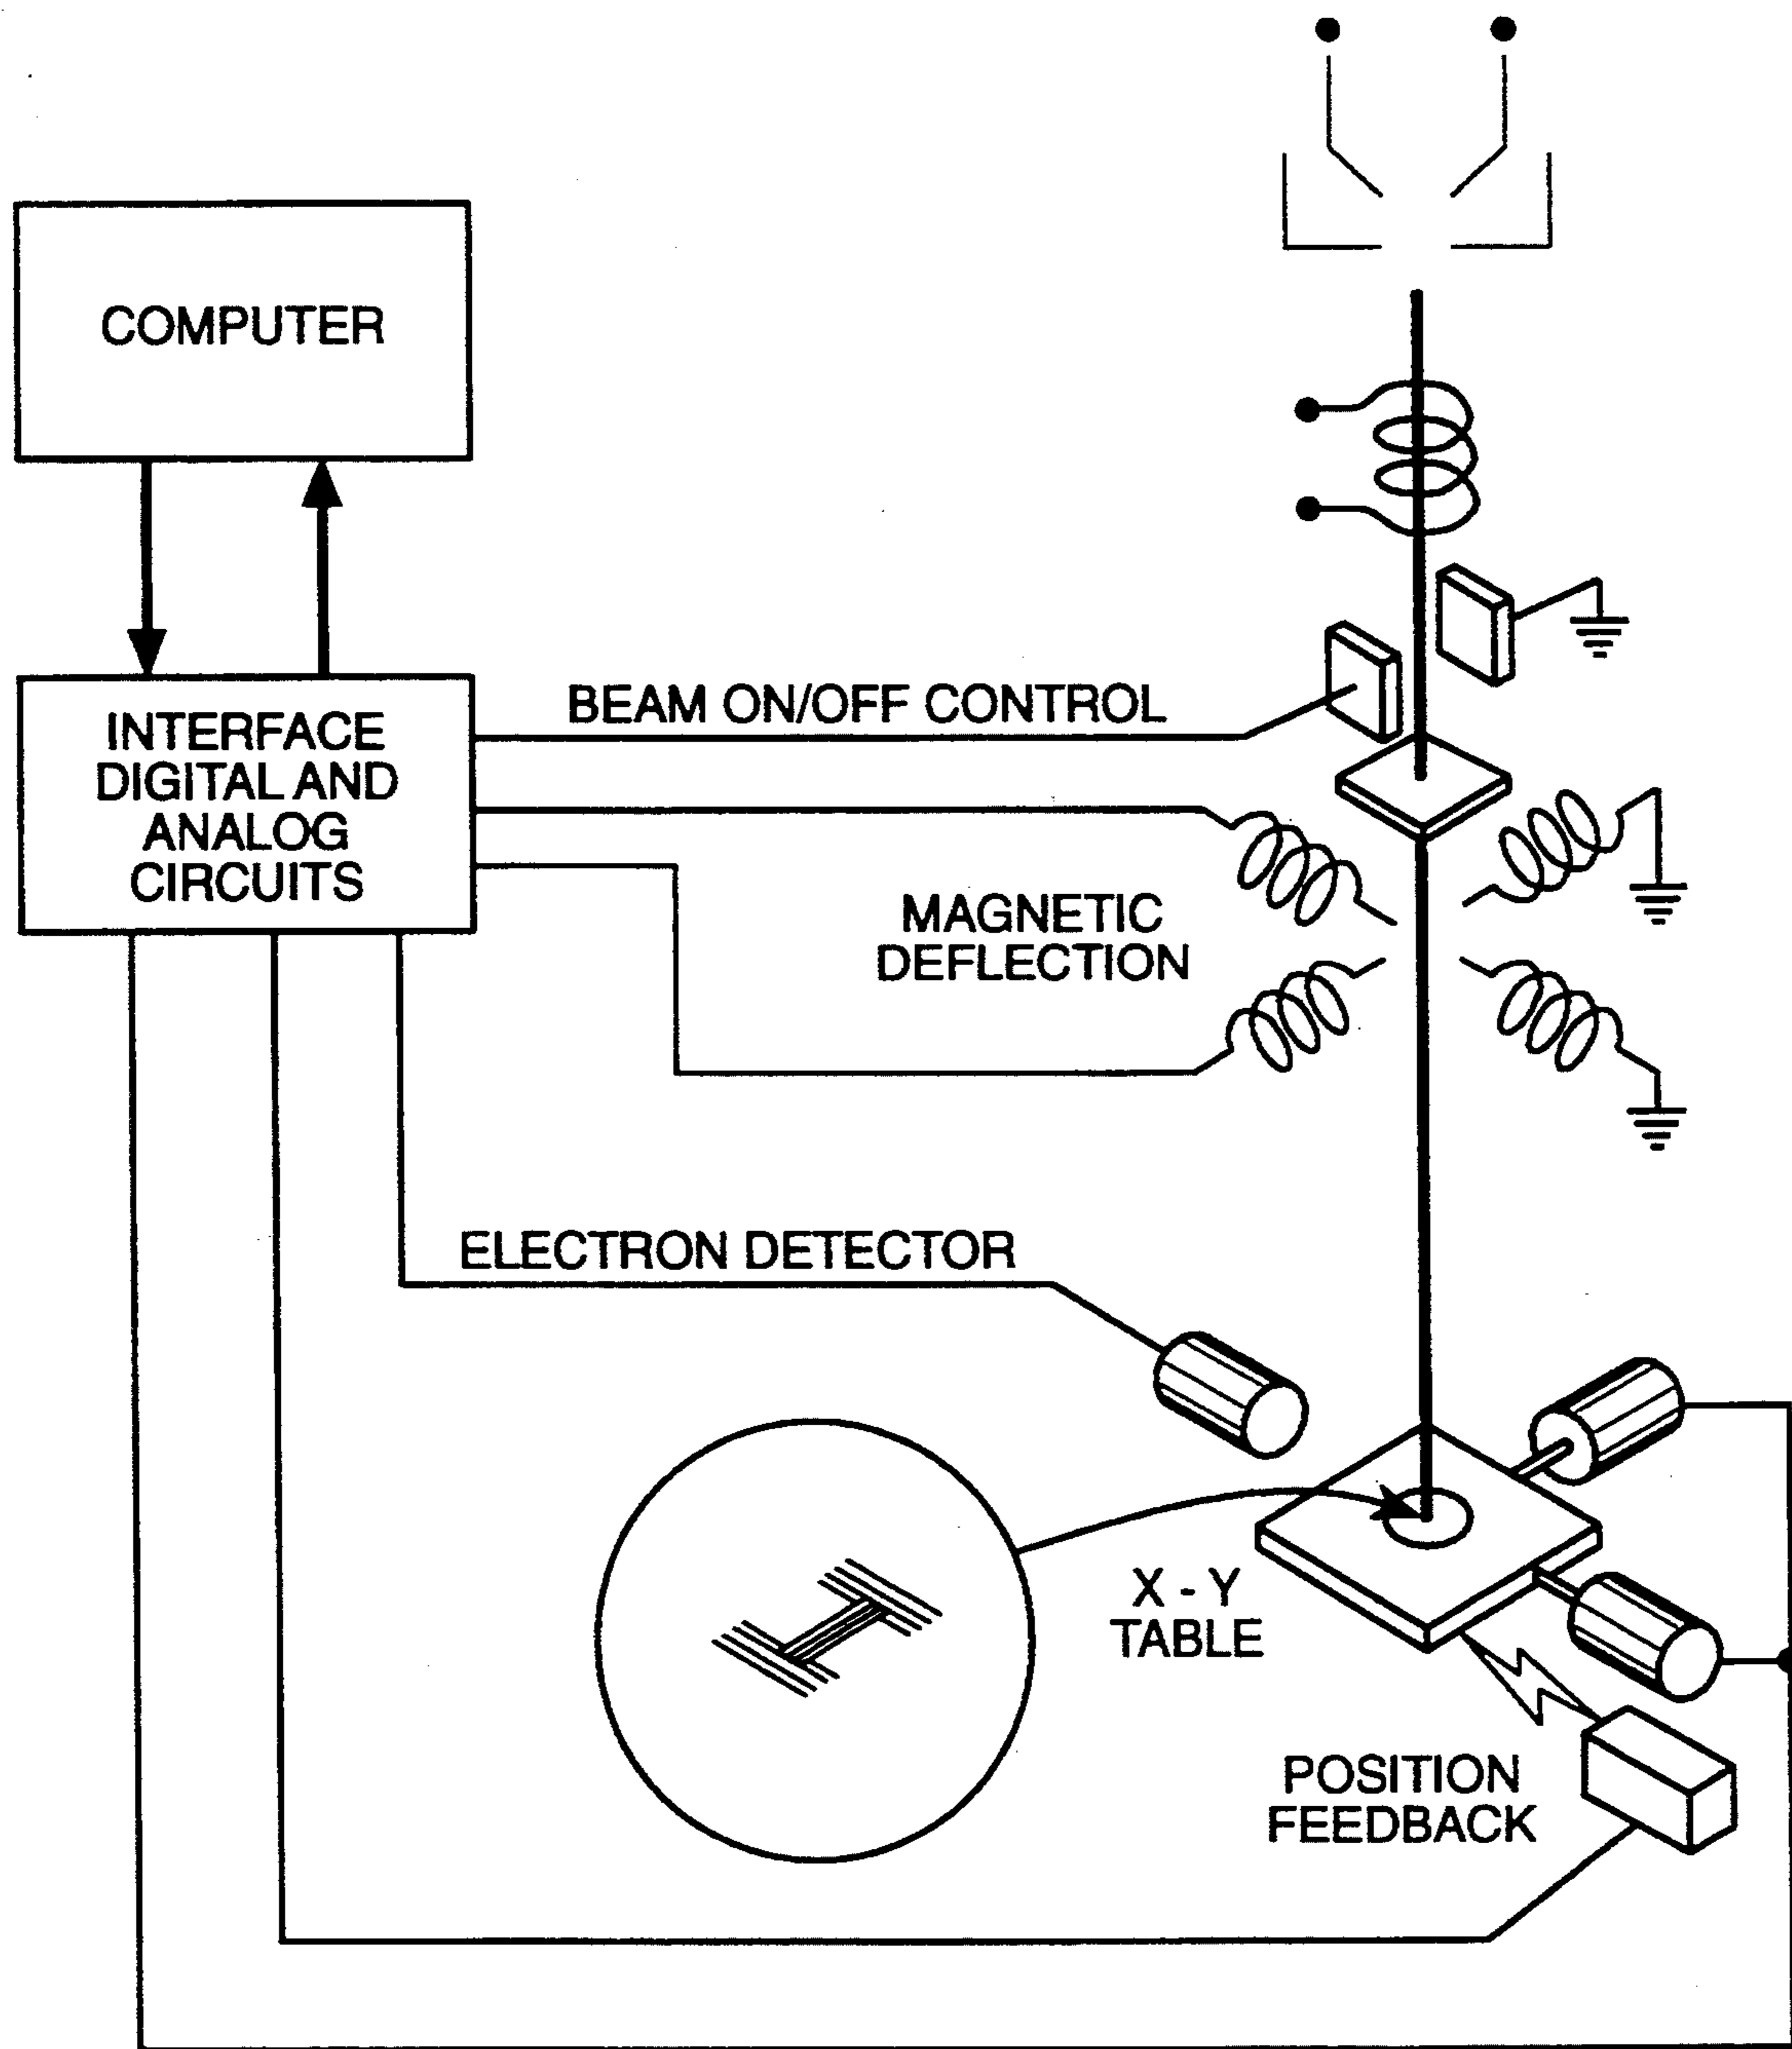 COMPUTER
INTERFACE
DIGITAL AND
ANALOG
CIRCUITS
BEAM ON/OFF CONTROL
MAGNETIC
DEFLECTION
ELECTRON DETECTOR
X - Y
TABLE
POSITION
FEEDBACK